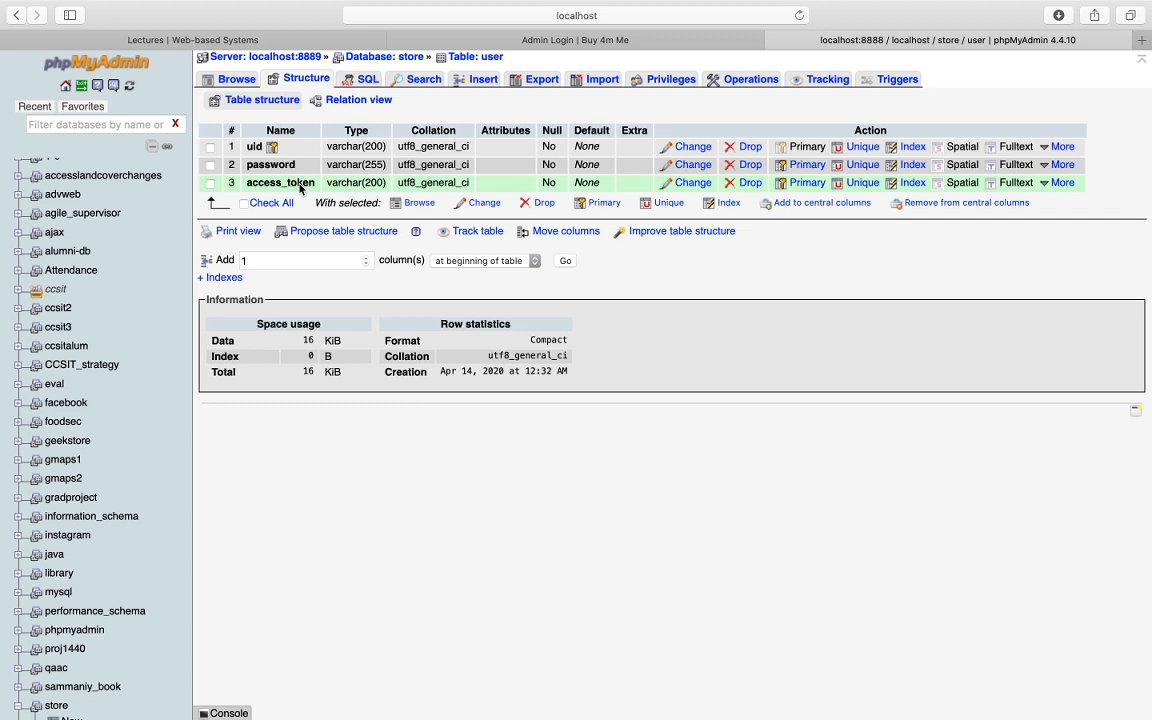 localhost
Lectures | Web-based Systems
Admin Login | Buy 4m Me
localhost:8888 / localhost / store / user | phpMyAdmin 4.4.10
phpMyAdmin
Recent Favorites
Filter databases by name or X
accesslandcoverchanges
advweb
agile_supervisor
ajax
alumni-db
Attendance
ccsit
ccsit2
ccsit3
ccsitalum
CCSIT_strategy
eval
facebook
foodsec
geekstore
gmaps1
gmaps2
gradproject
information_schema
instagram
java
library
mysql
performance_schema
phpmyadmin
proj1440
qaac
sammaniy_book
store
Server: localhost:8889 » Database: store » Table: user
Browse Structure SQL Search Insert Export Import Privileges Operations Tracking Triggers
Table structure Relation view
# Name Type Collation Attributes Null Default Extra Action
1 uid varchar(200) utf8_general_ci No None Change Drop Primary Unique Index Spatial Fulltext More
2 password varchar(255) utf8_general_ci No None Change Drop Primary Unique Index Spatial Fulltext More
3 access_token varchar(200) utf8_general_ci No None Change Drop Primary Unique Index Spatial Fulltext More
Check All With selected: Browse Change Drop Primary Unique Index Add to central columns Remove from central columns
Print view Propose table structure Track table Move columns Improve table structure
Add 1 column(s) at beginning of table Go
+ Indexes
Information
Space usage
Data 16 KiB
Index 0 B
Total 16 KiB
Row statistics
Format Compact
Collation utf8_general_ci
Creation Apr 14, 2020 at 12:32 AM
Console